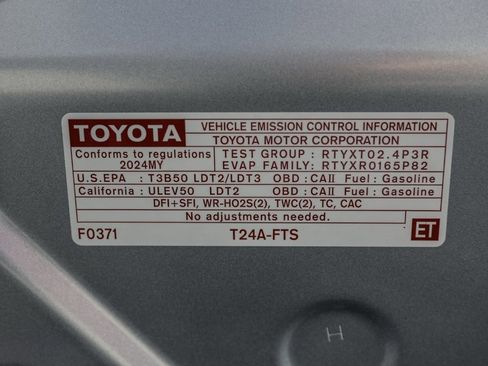 TOYOTA VEHICLE EMISSION CONTROL INFORMATION
TOYOTA MOTOR CORPORATION
Conforms to regulations
2024MY
TEST GROUP : RTYXT02.4P3R
EVAP FAMILY: RTYXR0165P82
U.S.EPA : T3B50 LDT2/LDT3 OBD : CAII Fuel : Gasoline
California : ULEV50 LDT2 OBD : CAII Fuel : Gasoline
DFI+SFI, WR-HO2S(2), TWC(2), TC, CAC
No adjustments needed.
F0371 T24A-FTS ET
H